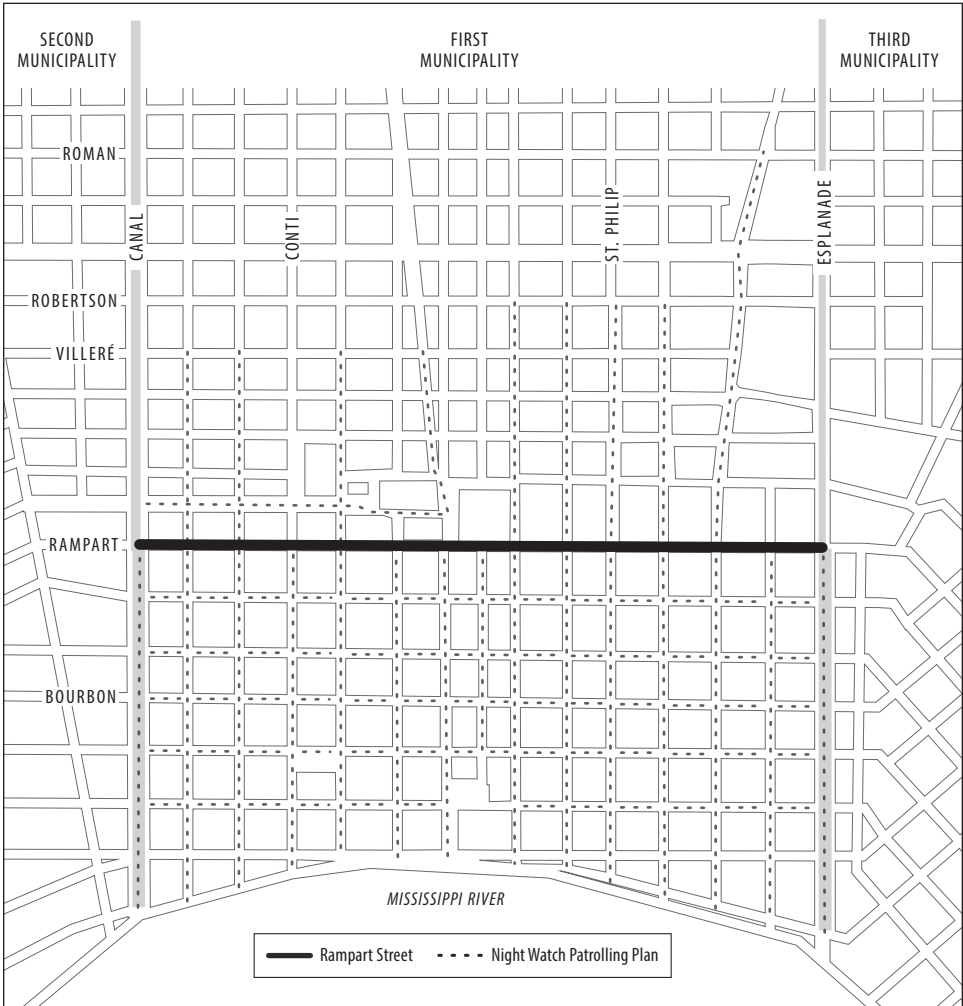 SECOND
MUNICIPALITY
FIRST
MUNICIPALITY
THIRD
MUNICIPALITY
ROMAN
CANAL
CONTI
ST. PHILIP
ESPLANADE
ROBERTSON
VILLERÉ
RAMPART
BOURBON
MISSISSIPPI RIVER
Rampart Street
Night Watch Patrolling Plan